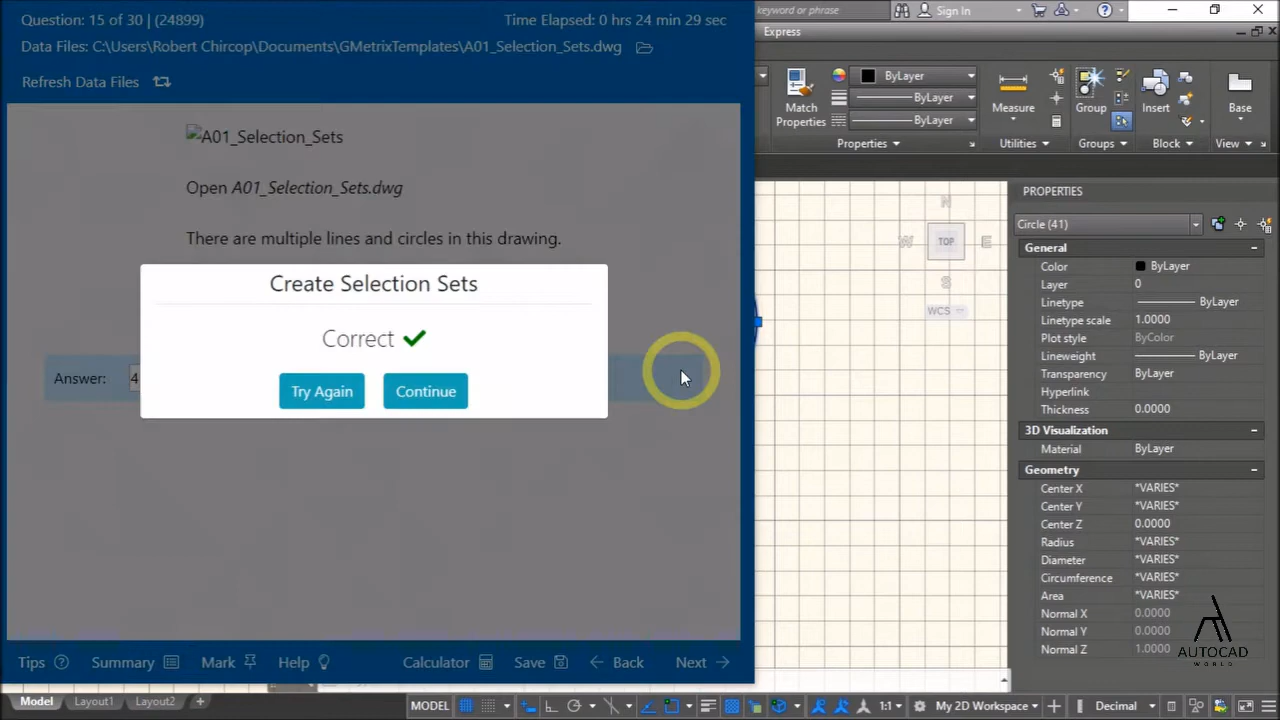 Question: 15 of 30 | (24899)
Time Elapsed: 0 hrs 24 min 29 sec
Data Files: C:\Users\Robert Chircop\Documents\GMetrixTemplates\A01_Selection_Sets.dwg
Refresh Data Files
A01_Selection_Sets
Open A01_Selection_Sets.dwg
There are multiple lines and circles in this drawing.
Create Selection Sets
Correct
Answer: 4
Try Again
Continue
Tips
Summary
Mark
Help
Calculator
Save
Back
Next
keyword or phrase
Sign In
Express
Match
Properties
ByLayer
ByLayer
ByLayer
Properties
Measure
Utilities
Group
Groups
Insert
Block
Base
View
TOP
W
E
S
WCS
PROPERTIES
Circle (41)
General
Color ByLayer
Layer 0
Linetype ByLayer
Linetype scale 1.0000
Plot style ByColor
Lineweight ByLayer
Transparency ByLayer
Hyperlink
Thickness 0.0000
3D Visualization
Material ByLayer
Geometry
Center X *VARIES*
Center Y *VARIES*
Center Z 0.0000
Radius *VARIES*
Diameter *VARIES*
Circumference *VARIES*
Area *VARIES*
Normal X 0.0000
Normal Y 0.0000
Normal Z 1.0000
AUTOCAD
WORLD
Model
Layout1
Layout2
MODEL
1:1
My 2D Workspace
Decimal